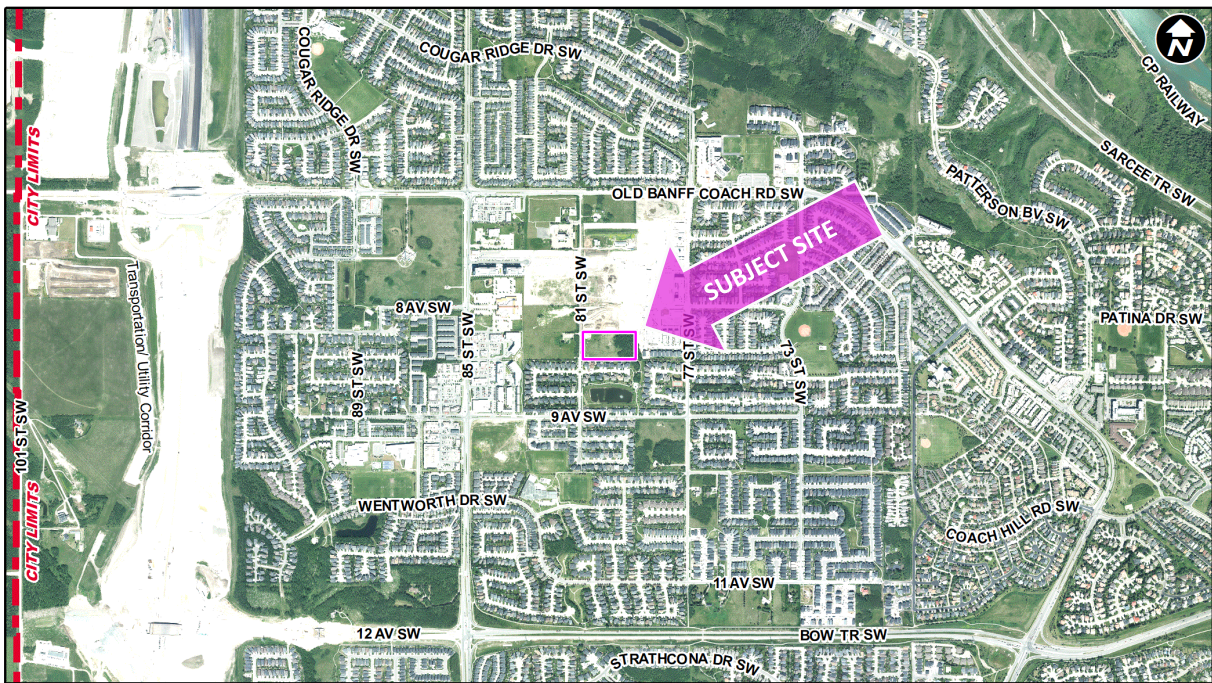 N
COUGAR RIDGE DR SW
COUGAR RIDGE DR SW
CP RAILWAY
SARCEE TR SW
CITY LIMITS
OLD BANFF COACH RD SW
PATTERSON BV SW
SUBJECT SITE
Transportation/ Utility Corridor
81 ST SW
8 AV SW
85 ST SW
77 ST SW
73 ST SW
PATINA DR SW
89 ST SW
9 AV SW
101 ST SW
CITY LIMITS
WENTWORTH DR SW
COACH HILL RD SW
11 AV SW
12 AV SW
BOW TR SW
STRATHCONA DR SW